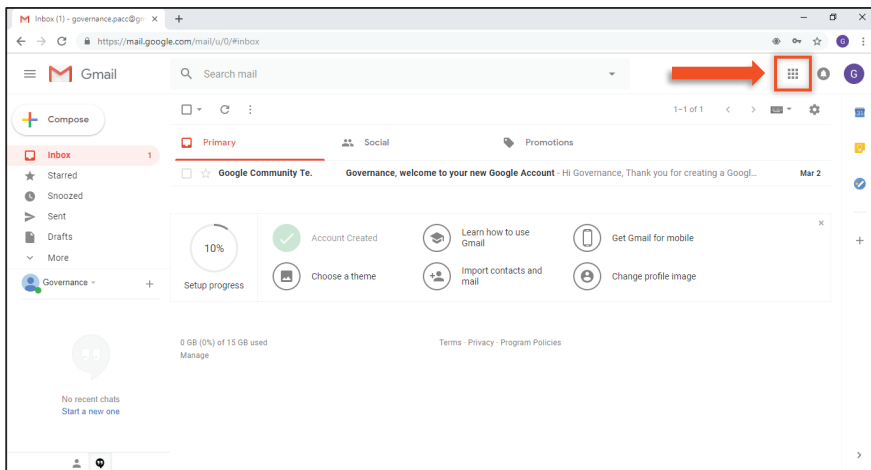 Inbox (1) - governance.pacc@gm
https://mail.google.com/mail/u/0/#inbox
G
Gmail
Search mail
G
Compose
1–1 of 1
31
Primary
Social
Promotions
Inbox 1
Google Community Te. Governance, welcome to your new Google Account - Hi Governance, Thank you for creating a Googl... Mar 2
Starred
Snoozed
Sent
Drafts
More
Governance
10%
Setup progress
Account Created
Learn how to use
Gmail
Get Gmail for mobile
Choose a theme
Import contacts and
mail
Change profile image
0 GB (0%) of 15 GB used
Manage
Terms · Privacy · Program Policies
No recent chats
Start a new one